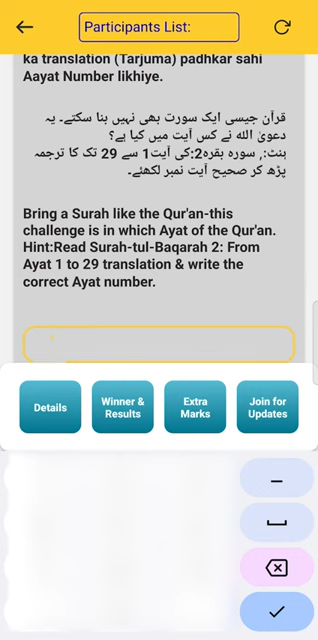 Participants List:
ka translation (Tarjuma) padhkar sahi
Aayat Number likhiye.
قرآن جیسی ایک سورت بھی نہیں بنا سکتے۔ یہ
دعویٰ اللہ نے کس آیت میں کیا ہے؟
ہنٹ:, سورہ بقرہ2:کی آیت1 سے 29 تک کا ترجمہ
پڑھ کر صحیح آیت نمبر لکھئے۔
Bring a Surah like the Qur'an-this
challenge is in which Ayat of the Qur'an.
Hint:Read Surah-tul-Baqarah 2: From
Ayat 1 to 29 translation & write the
correct Ayat number.
Details
Winner &
Results
Extra
Marks
Join for
Updates